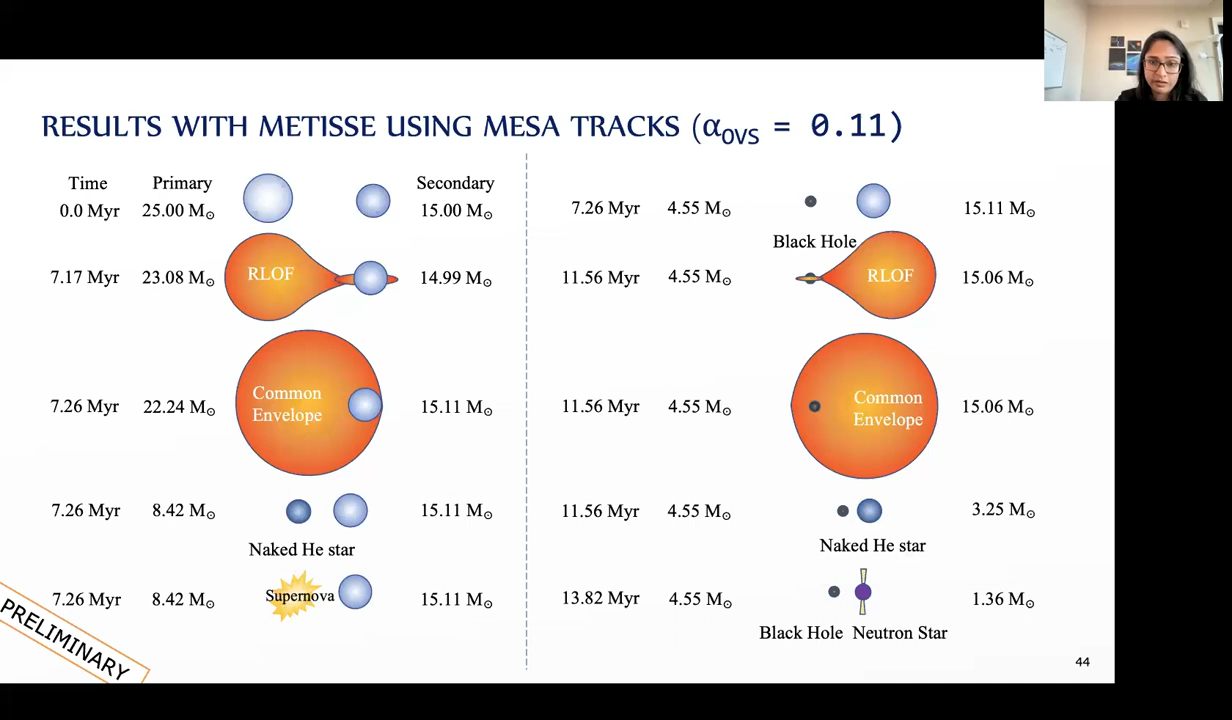 RESULTS WITH METISSE USING MESA TRACKS (αOVS = 0.11)
Time Primary Secondary
0.0 Myr 25.00 M⊙ 15.00 M⊙
7.17 Myr 23.08 M⊙ RLOF 14.99 M⊙
7.26 Myr 22.24 M⊙ Common Envelope 15.11 M⊙
7.26 Myr 8.42 M⊙ 15.11 M⊙
Naked He star
7.26 Myr 8.42 M⊙ Supernova 15.11 M⊙
PRELIMINARY
7.26 Myr 4.55 M⊙ 15.11 M⊙
Black Hole
11.56 Myr 4.55 M⊙ RLOF 15.06 M⊙
11.56 Myr 4.55 M⊙ Common Envelope 15.06 M⊙
11.56 Myr 4.55 M⊙ 3.25 M⊙
Naked He star
13.82 Myr 4.55 M⊙ 1.36 M⊙
Black Hole Neutron Star
44